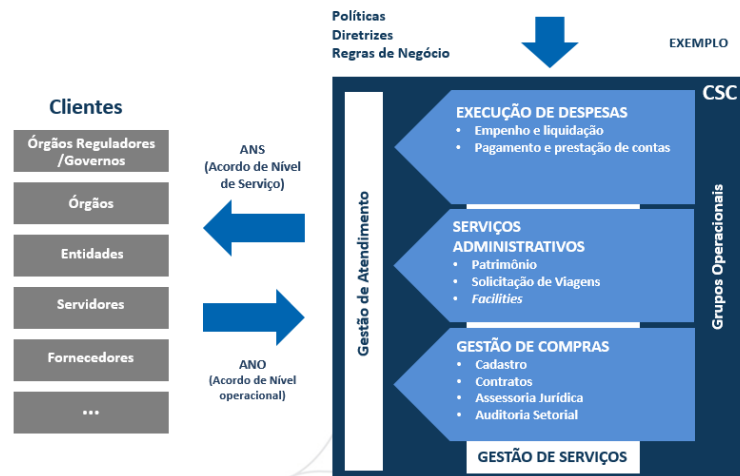 Políticas
Diretrizes
Regras de Negócio
EXEMPLO
Clientes
Órgãos Reguladores
/Governos
Órgãos
Entidades
Servidores
Fornecedores
...
ANS
(Acordo de Nível
de Serviço)
ANO
(Acordo de Nível
operacional)
CSC
Gestão de Atendimento
EXECUÇÃO DE DESPESAS
• Empenho e liquidação
• Pagamento e prestação de contas
SERVIÇOS
ADMINISTRATIVOS
• Patrimônio
• Solicitação de Viagens
• Facilities
GESTÃO DE COMPRAS
• Cadastro
• Contratos
• Assessoria Jurídica
• Auditoria Setorial
GESTÃO DE SERVIÇOS
Grupos Operacionais